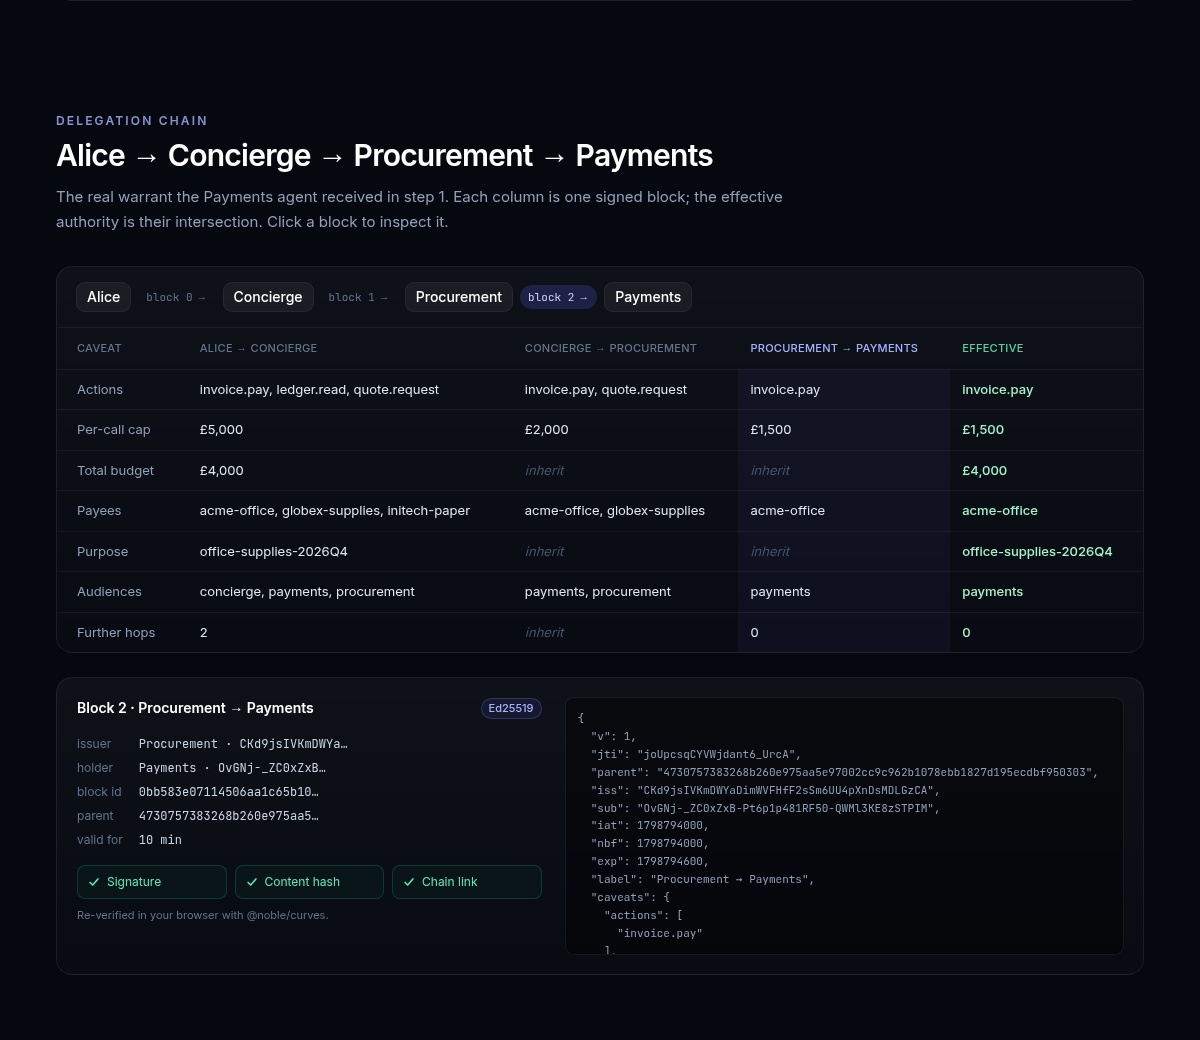 DELEGATION CHAIN
Alice → Concierge → Procurement → Payments
The real warrant the Payments agent received in step 1. Each column is one signed block; the effective
authority is their intersection. Click a block to inspect it.
Alice block 0 → Concierge block 1 → Procurement block 2 → Payments
CAVEAT ALICE → CONCIERGE CONCIERGE → PROCUREMENT PROCUREMENT → PAYMENTS EFFECTIVE
Actions invoice.pay, ledger.read, quote.request invoice.pay, quote.request invoice.pay invoice.pay
Per-call cap £5,000 £2,000 £1,500 £1,500
Total budget £4,000 inherit inherit £4,000
Payees acme-office, globex-supplies, initech-paper acme-office, globex-supplies acme-office acme-office
Purpose office-supplies-2026Q4 inherit inherit office-supplies-2026Q4
Audiences concierge, payments, procurement payments, procurement payments payments
Further hops 2 inherit 0 0
Block 2 · Procurement → Payments Ed25519
issuer Procurement · CKd9jsIVKmDWYa…
holder Payments · OvGNj-_ZC0xZxB…
block id 0bb583e07114506aa1c65b10…
parent 4730757383268b260e975aa5…
valid for 10 min
✓ Signature ✓ Content hash ✓ Chain link
Re-verified in your browser with @noble/curves.
{
"v": 1,
"jti": "joUpcsqCYVWjdant6_UrcA",
"parent": "4730757383268b260e975aa5e97002cc9c962b1078ebb1827d195ecdbf950303",
"iss": "CKd9jsIVKmDWYaDimWVFHfF2sSm6UU4pXnDsMDLGzCA",
"sub": "OvGNj-_ZC0xZxB-Pt6p1p481RF50-QWMl3KE8zSTPIM",
"iat": 1798794000,
"nbf": 1798794000,
"exp": 1798794600,
"label": "Procurement → Payments",
"caveats": {
"actions": [
"invoice.pay"
],